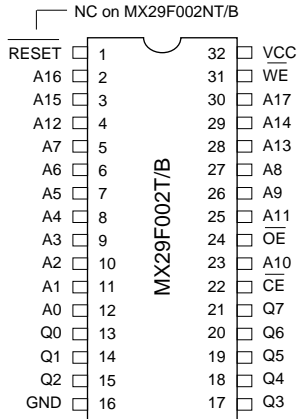 NC on MX29F002NT/B
RESET 1 32 VCC
A16 2 31 WE
A15 3 30 A17
A12 4 29 A14
A7 5 28 A13
A6 6 27 A8
A5 7 26 A9
A4 8 25 A11
A3 9 24 OE
A2 10 23 A10
A1 11 22 CE
A0 12 21 Q7
Q0 13 20 Q6
Q1 14 19 Q5
Q2 15 18 Q4
GND 16 17 Q3
MX29F002T/B